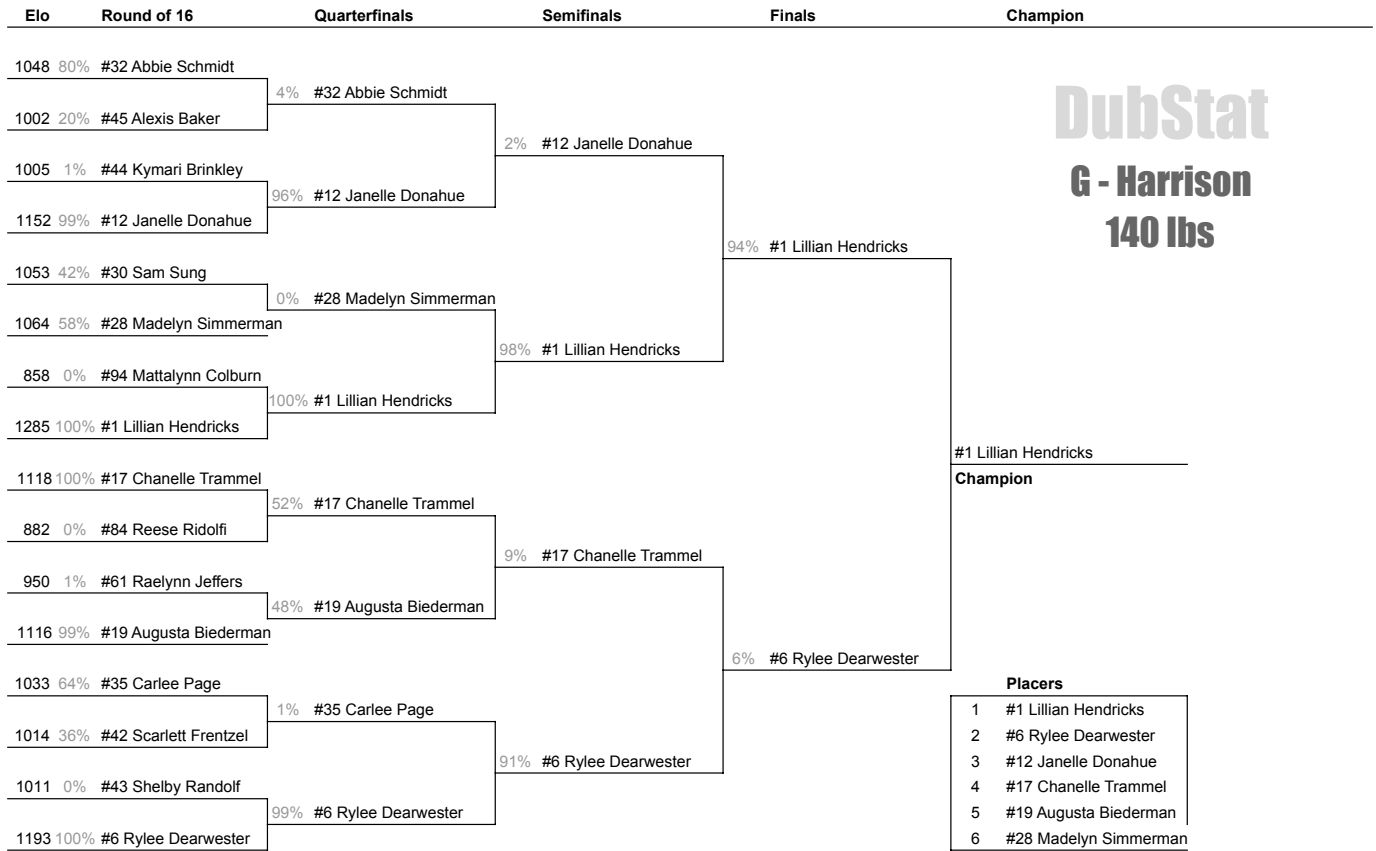 Elo Round of 16 Quarterfinals Semifinals Finals Champion
1048 80% #32 Abbie Schmidt
4% #32 Abbie Schmidt
1002 20% #45 Alexis Baker
2% #12 Janelle Donahue
1005 1% #44 Kymari Brinkley
96% #12 Janelle Donahue
1152 99% #12 Janelle Donahue
94% #1 Lillian Hendricks
1053 42% #30 Sam Sung
0% #28 Madelyn Simmerman
1064 58% #28 Madelyn Simmerman
98% #1 Lillian Hendricks
858 0% #94 Mattalynn Colburn
100% #1 Lillian Hendricks
1285 100% #1 Lillian Hendricks
#1 Lillian Hendricks
Champion
1118 100% #17 Chanelle Trammel
52% #17 Chanelle Trammel
882 0% #84 Reese Ridolfi
9% #17 Chanelle Trammel
950 1% #61 Raelynn Jeffers
48% #19 Augusta Biederman
1116 99% #19 Augusta Biederman
6% #6 Rylee Dearwester
1033 64% #35 Carlee Page
1% #35 Carlee Page
1014 36% #42 Scarlett Frentzel
91% #6 Rylee Dearwester
1011 0% #43 Shelby Randolf
99% #6 Rylee Dearwester
1193 100% #6 Rylee Dearwester
DubStat
G - Harrison
140 lbs
Placers
1 #1 Lillian Hendricks
2 #6 Rylee Dearwester
3 #12 Janelle Donahue
4 #17 Chanelle Trammel
5 #19 Augusta Biederman
6 #28 Madelyn Simmerman